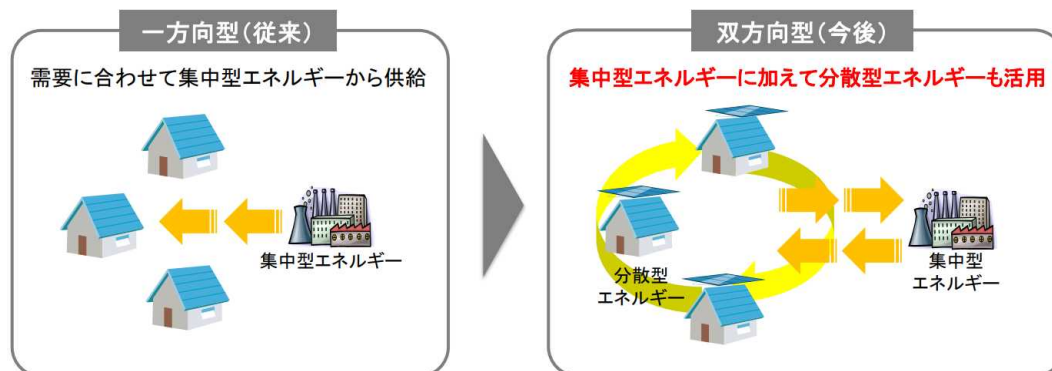 一方向型(従来)
需要に合わせて集中型エネルギーから供給
集中型エネルギー
双方向型(今後)
集中型エネルギーに加えて分散型エネルギーも活用
分散型
エネルギー
集中型
エネルギー